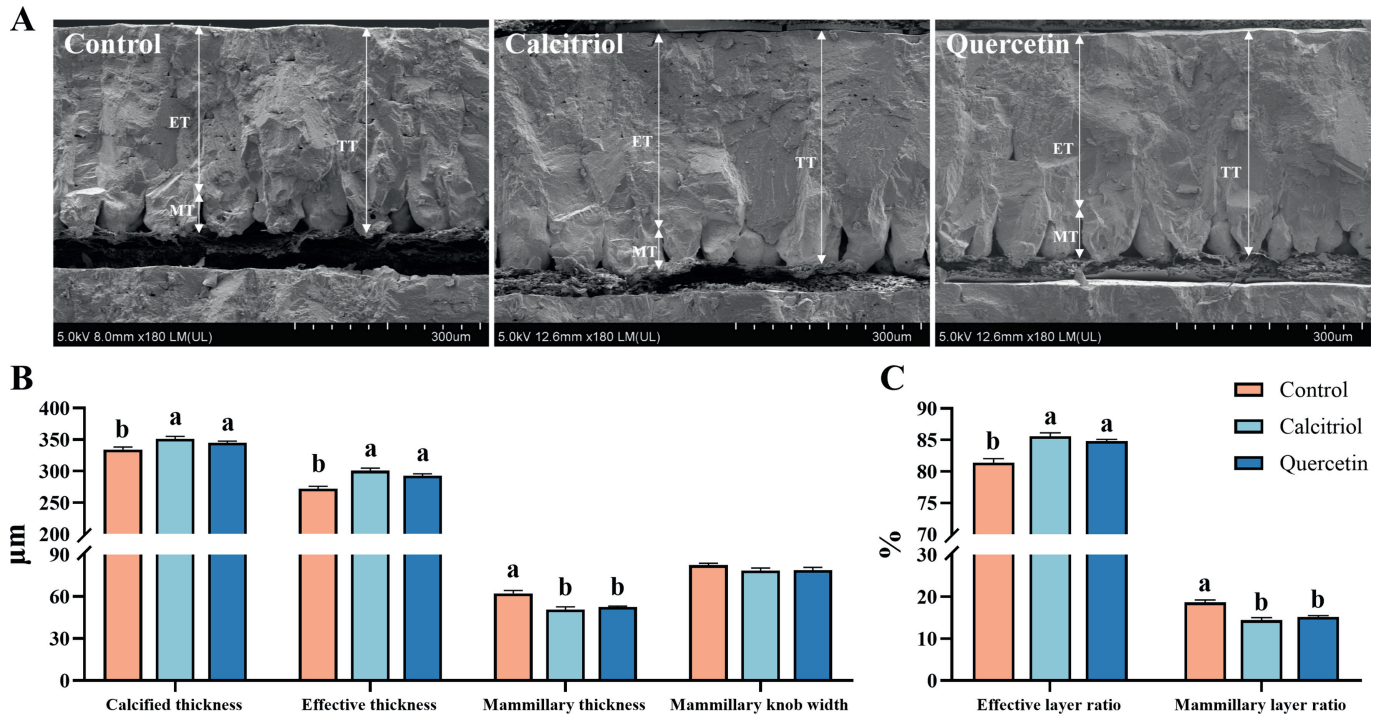 A
Control
ET
TT
MT
5.0kV 8.0mm x180 LM(UL)
300um
Calcitriol
ET
TT
MT
5.0kV 12.6mm x180 LM(UL)
300um
Quercetin
ET
TT
MT
5.0kV 12.6mm x180 LM(UL)
300um
B
µm
400
350
300
250
200
90
60
30
0
b a a
b a a
a b b
Calcified thickness
Effective thickness
Mammillary thickness
Mammillary knob width
C
%
90
85
80
75
70
30
20
10
0
b a a
a b b
Effective layer ratio
Mammillary layer ratio
Control
Calcitriol
Quercetin